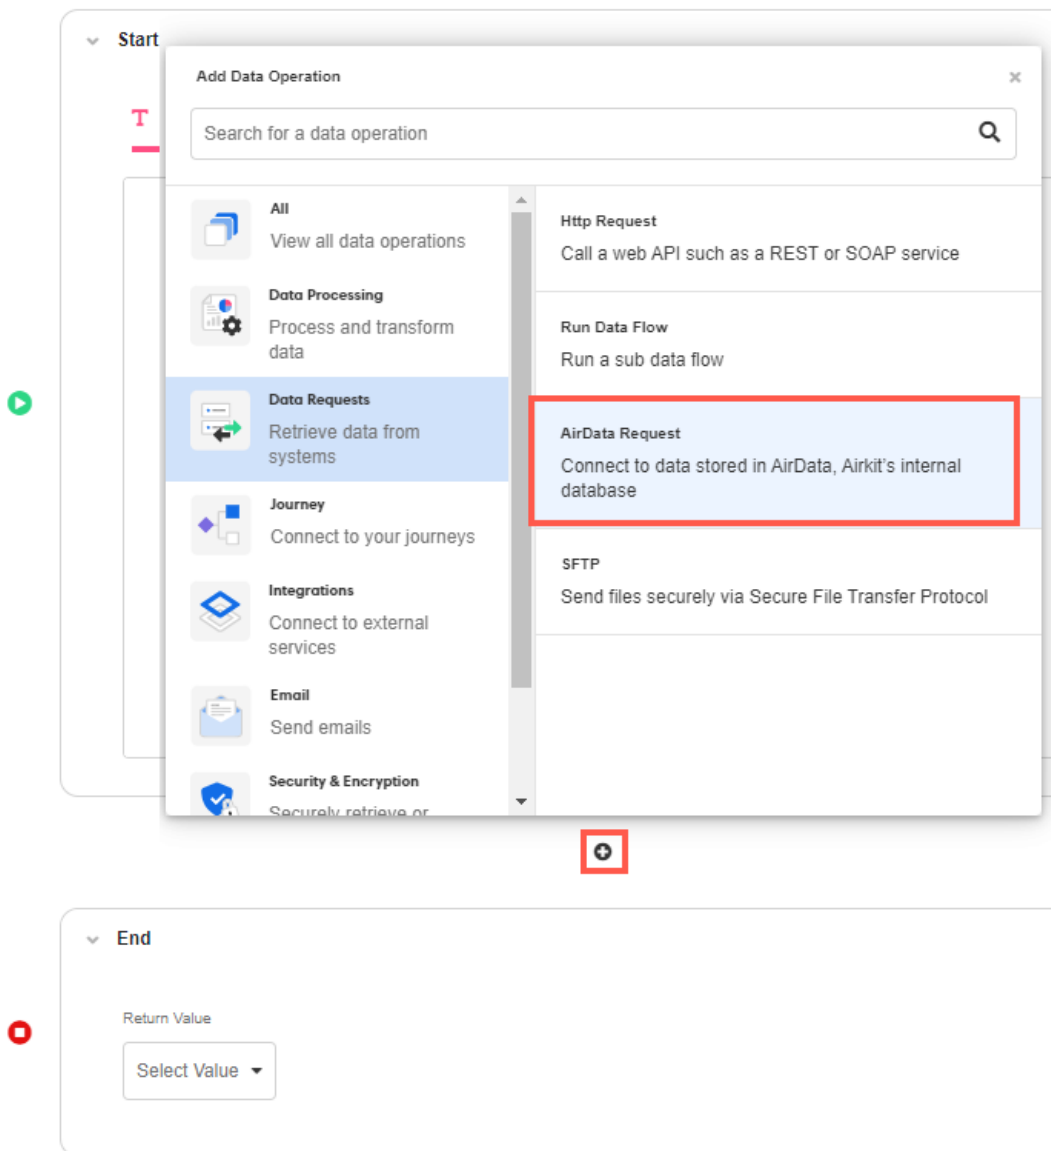 Start
Add Data Operation
T
Search for a data operation
All
View all data operations
Data Processing
Process and transform
data
Data Requests
Retrieve data from
systems
Journey
Connect to your journeys
Integrations
Connect to external
services
Email
Send emails
Security & Encryption
Securely retrieve or
Http Request
Call a web API such as a REST or SOAP service
Run Data Flow
Run a sub data flow
AirData Request
Connect to data stored in AirData, Airkit’s internal
database
SFTP
Send files securely via Secure File Transfer Protocol
End
Return Value
Select Value